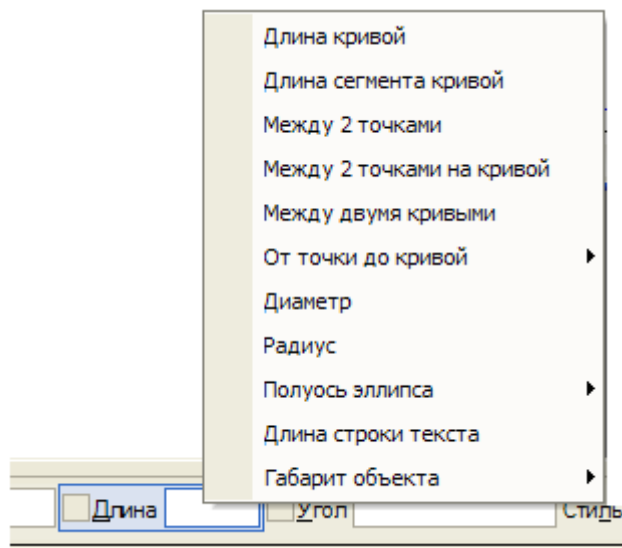 Длина кривой
Длина сегмента кривой
Между 2 точками
Между 2 точками на кривой
Между двумя кривыми
От точки до кривой
Диаметр
Радиус
Полуось эллипса
Длина строки текста
Габарит объекта
Длина Угол Стиль